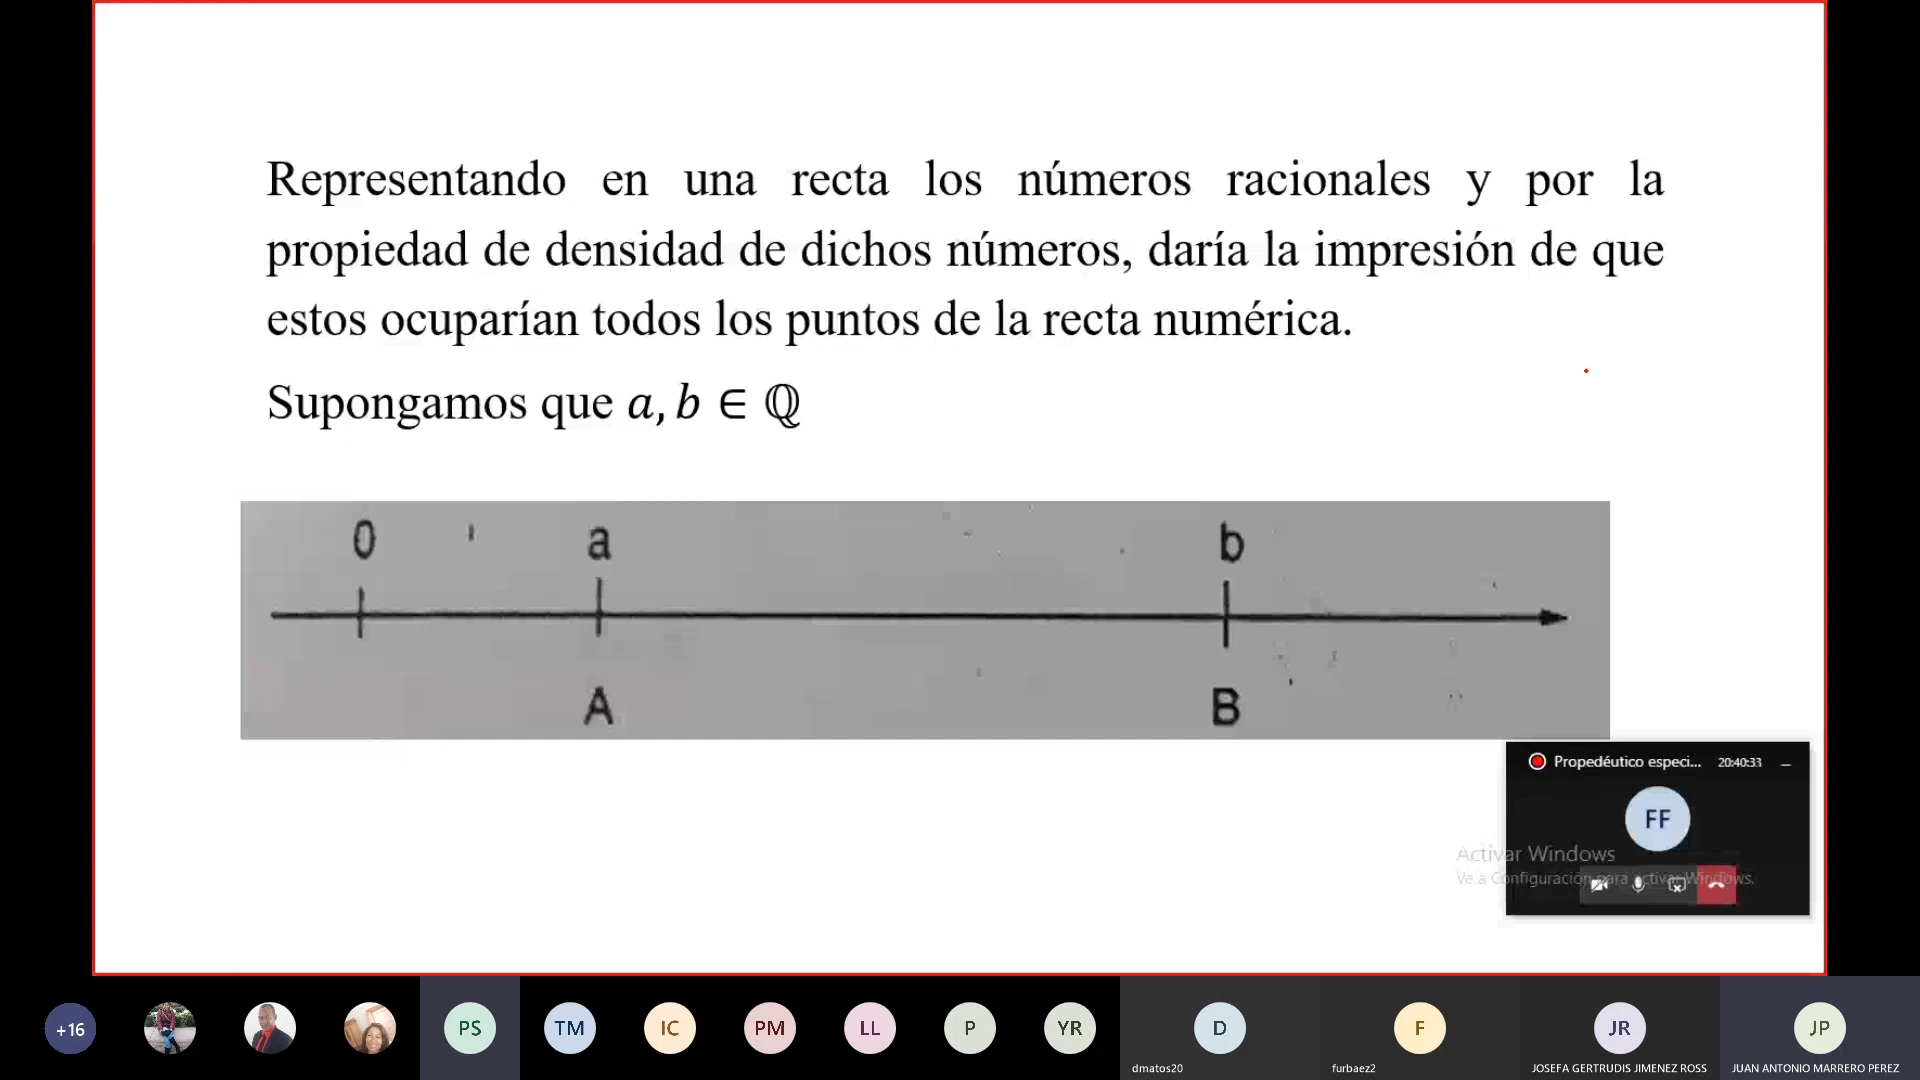 Representando en una recta los números racionales y por la
propiedad de densidad de dichos números, daría la impresión de que
estos ocuparían todos los puntos de la recta numérica.
Supongamos que a, b ∈ ℚ
0 a b
A B
Propedéutico especi... 20:40:33
FF
Activar Windows
Ve a Configuración para activar Windows.
+16 PS TM IC PM LL P YR D F JR JP
dmatos20 furbaez2 JOSEFA GERTRUDIS JIMENEZ ROSS JUAN ANTONIO MARRERO PEREZ